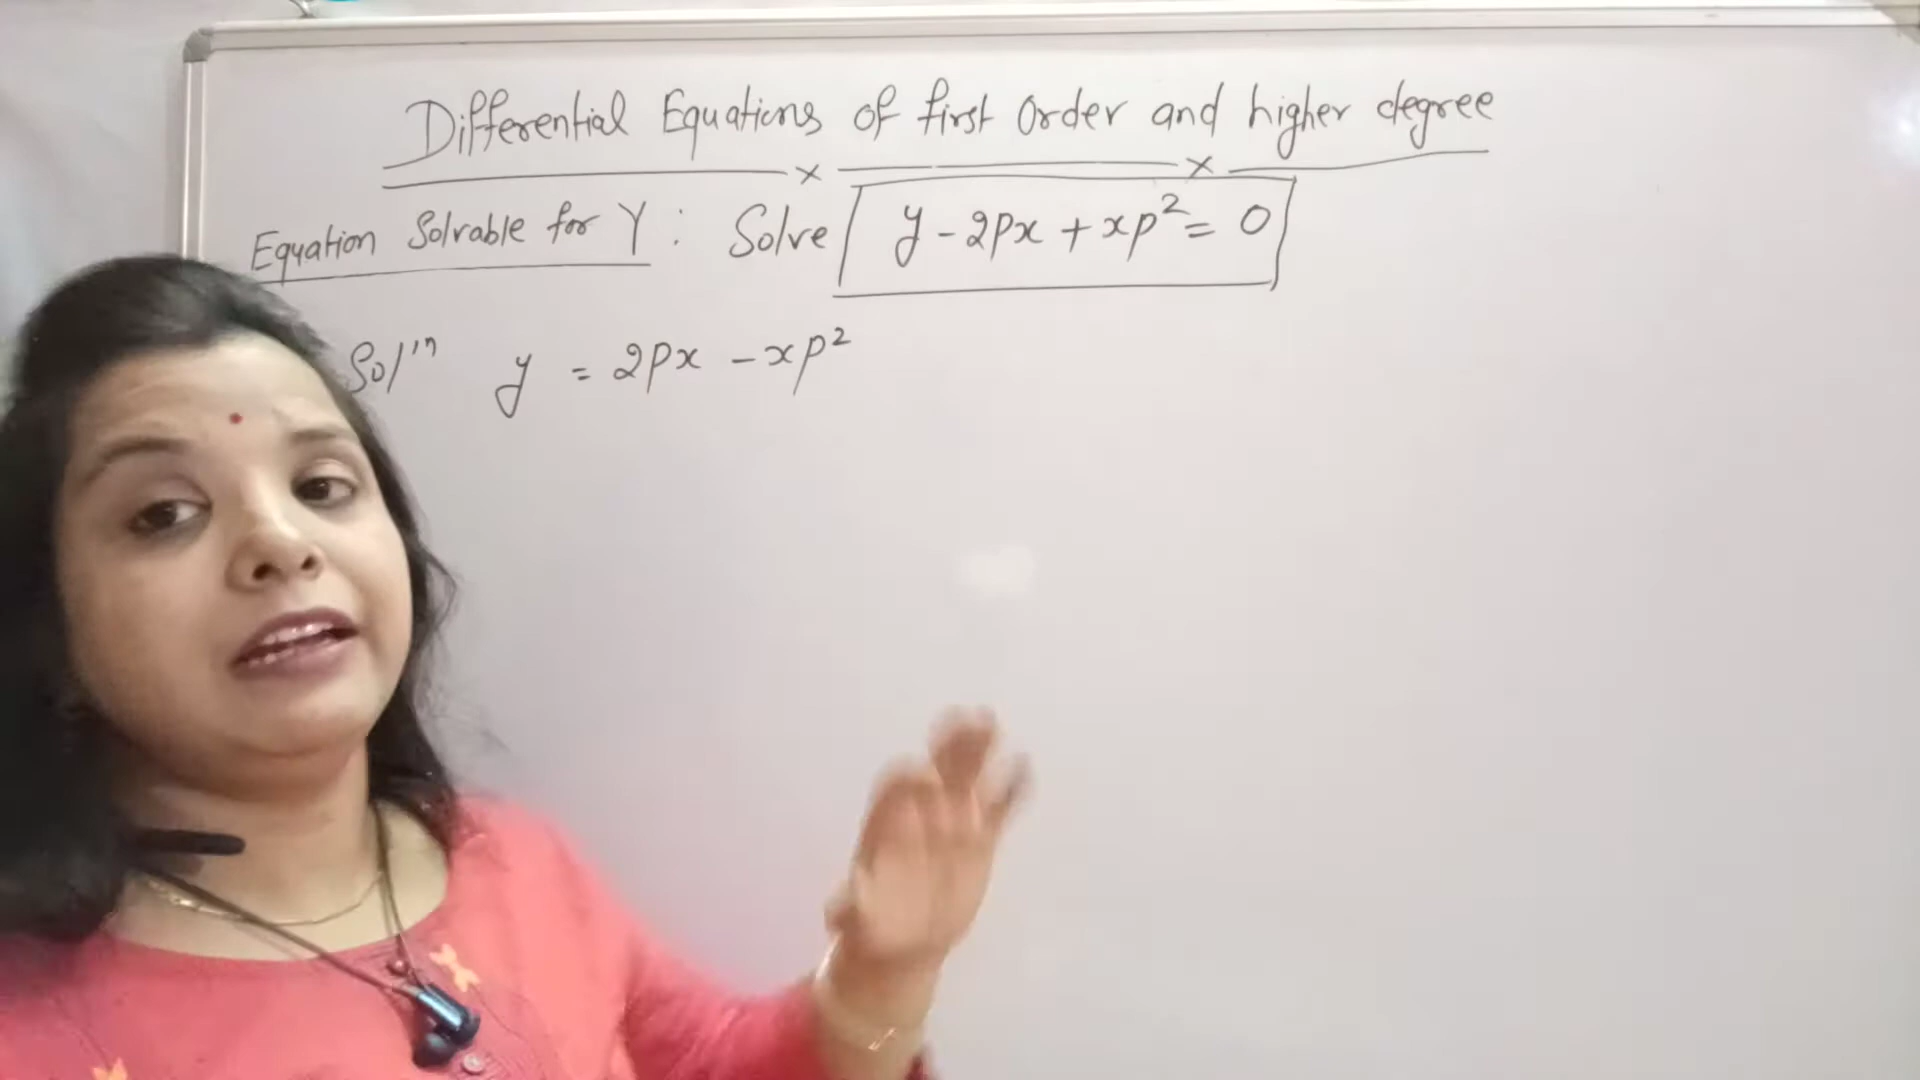 Differential Equations of first order and higher degree
Equation Solvable for Y : Solve y - 2px + xp² = 0
Sol'n y = 2px - xp²